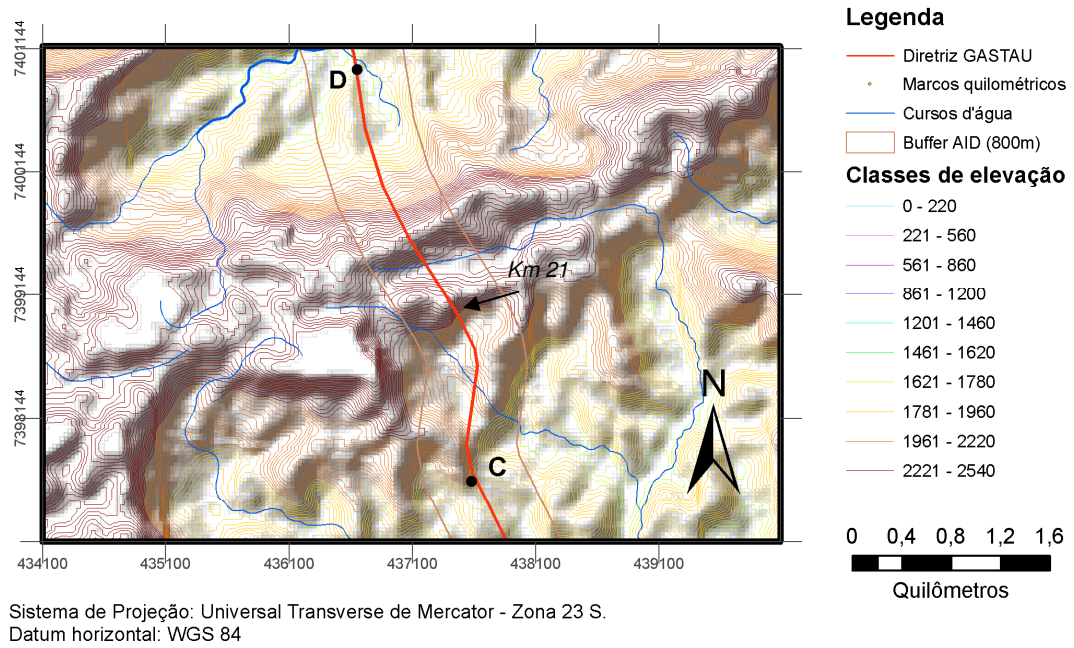 Legenda
Diretriz GASTAU
Marcos quilométricos
Cursos d'água
Buffer AID (800m)
Classes de elevação
0 - 220
221 - 560
561 - 860
861 - 1200
1201 - 1460
1461 - 1620
1621 - 1780
1781 - 1960
1961 - 2220
2221 - 2540
7401144
7400144
7399144
7398144
D
Km 21
C
N
434100
435100
436100
437100
438100
439100
0 0,4 0,8 1,2 1,6
Quilômetros
Sistema de Projeção: Universal Transverse de Mercator - Zona 23 S.
Datum horizontal: WGS 84